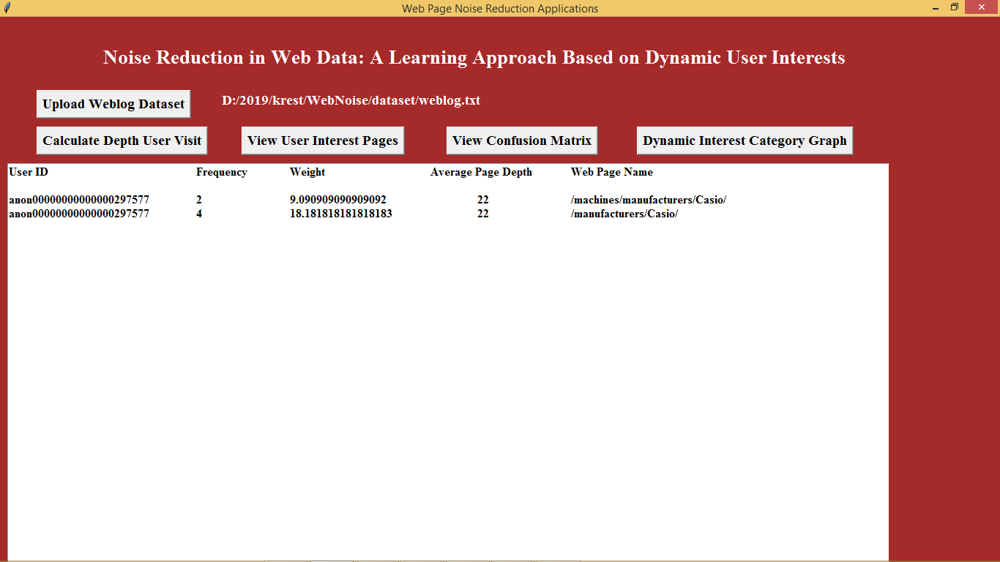 Web Page Noise Reduction Applications
Noise Reduction in Web Data: A Learning Approach Based on Dynamic User Interests
Upload Weblog Dataset D:/2019/krest/WebNoise/dataset/weblog.txt
Calculate Depth User Visit View User Interest Pages View Confusion Matrix Dynamic Interest Category Graph
User ID Frequency Weight Average Page Depth Web Page Name
anon00000000000000297577 2 9.090909090909092 22 /machines/manufacturers/Casio/
anon00000000000000297577 4 18.181818181818183 22 /manufacturers/Casio/